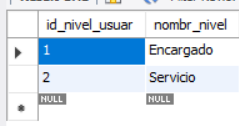 id_nivel_usuar nombr_nivel
1 Encargado
2 Servicio
NULL NULL